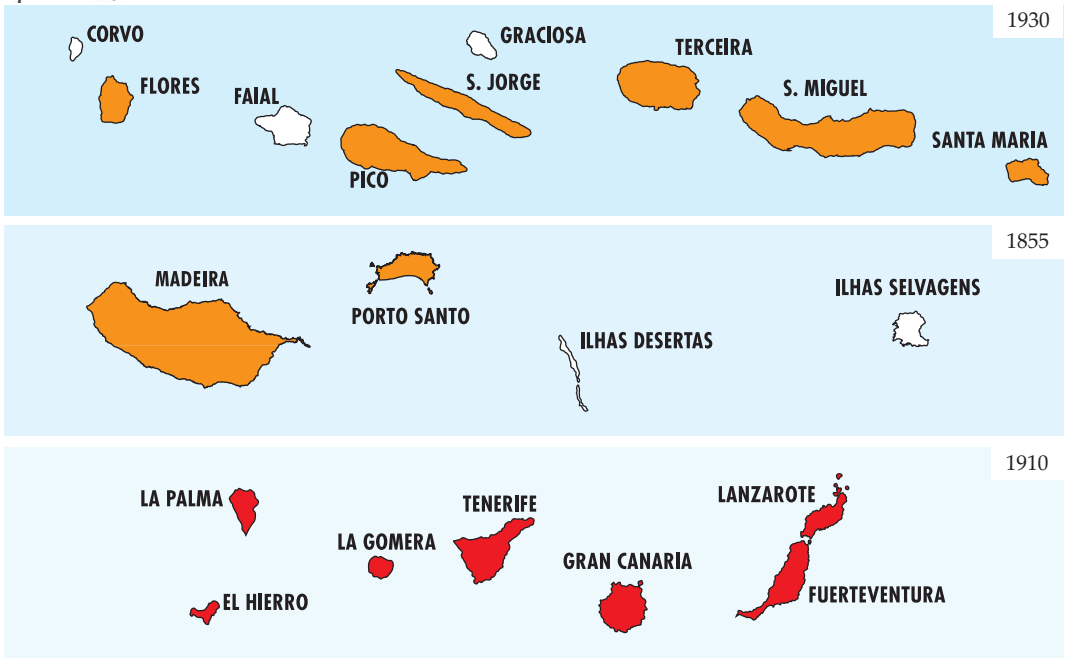 1930
CORVO
GRACIOSA
TERCEIRA
FLORES
S. JORGE
S. MIGUEL
FAIAL
SANTA MARIA
PICO
1855
MADEIRA
ILHAS SELVAGENS
PORTO SANTO
ILHAS DESERTAS
1910
LA PALMA
TENERIFE
LANZAROTE
LA GOMERA
GRAN CANARIA
EL HIERRO
FUERTEVENTURA